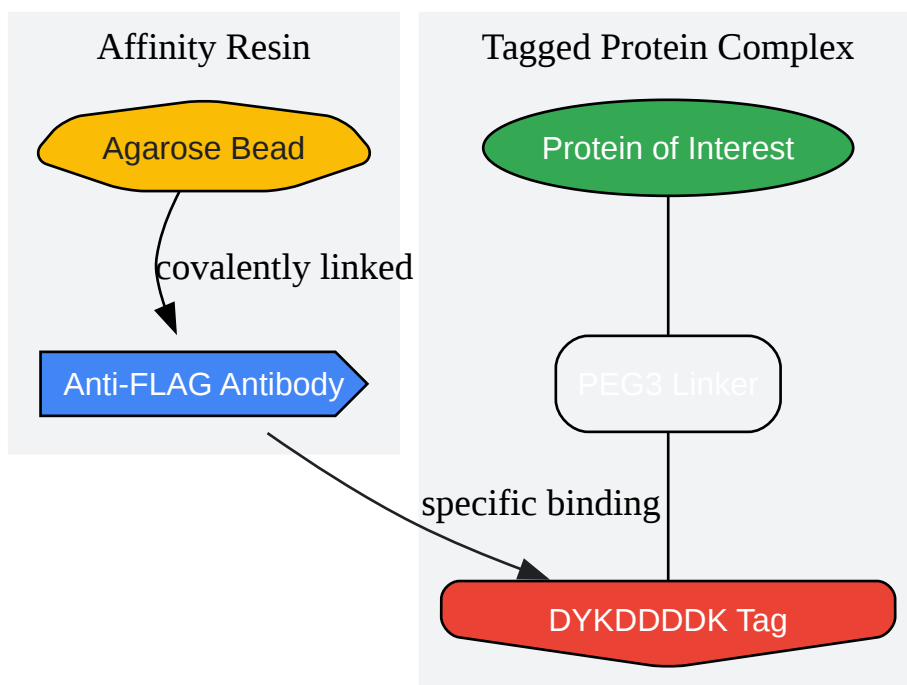 Affinity Resin
Agarose Bead
covalently linked
Anti-FLAG Antibody
Tagged Protein Complex
Protein of Interest
PEG3 Linker
specific binding
DYKDDDDK Tag